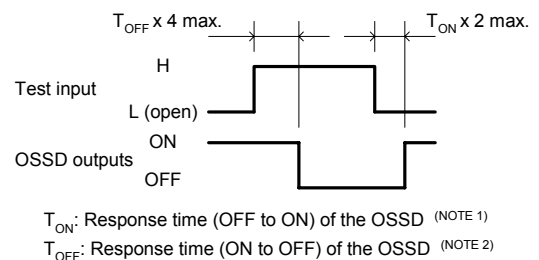 T_OFF x 4 max. T_ON x 2 max.
H
Test input
L (open)
ON
OSSD outputs
OFF
T_ON: Response time (OFF to ON) of the OSSD (NOTE 1)
T_OFF: Response time (ON to OFF) of the OSSD (NOTE 2)